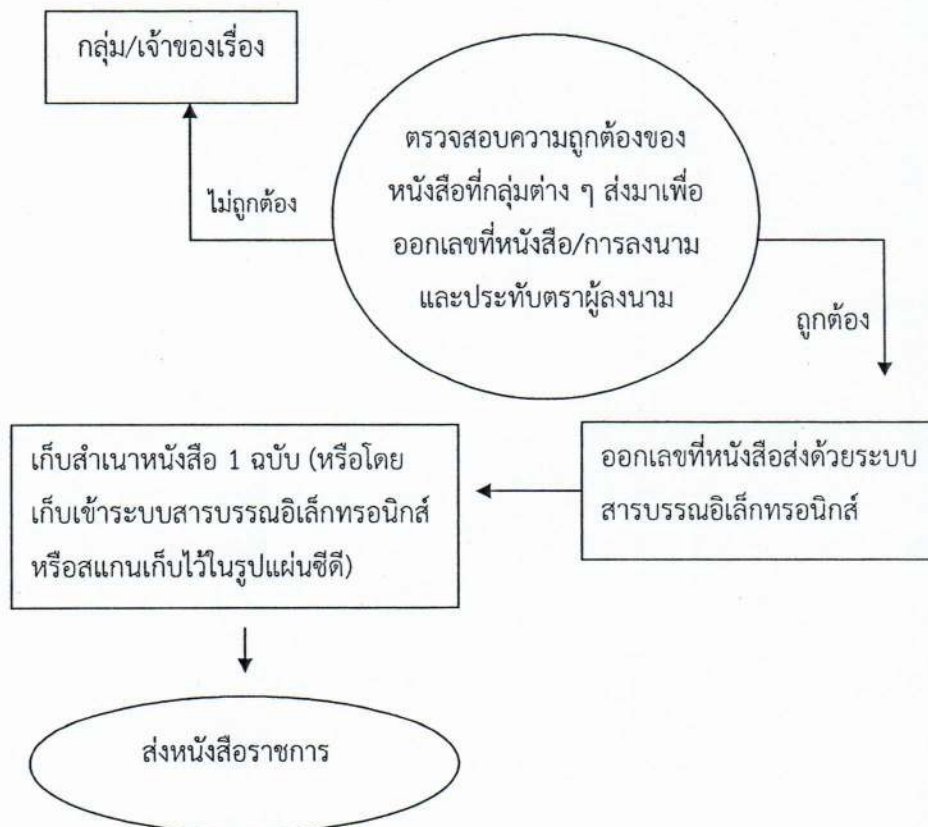 กลุ่ม/เจ้าของเรื่อง
ตรวจสอบความถูกต้องของ
หนังสือที่กลุ่มต่าง ๆ ส่งมาเพื่อ
ออกเลขที่หนังสือ/การลงนาม
และประทับตราผู้ลงนาม
ไม่ถูกต้อง
ถูกต้อง
ออกเลขที่หนังสือส่งด้วยระบบ
สารบรรณอิเล็กทรอนิกส์
เก็บสำเนาหนังสือ 1 ฉบับ (หรือโดย
เก็บเข้าระบบสารบรรณอิเล็กทรอนิกส์
หรือสแกนเก็บไว้ในรูปแผ่นซีดี)
ส่งหนังสือราชการ